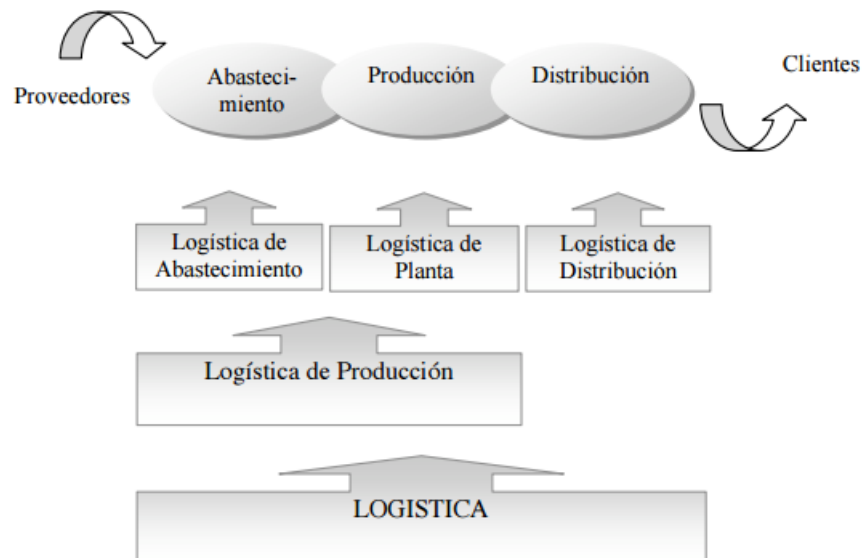 Proveedores
Abasteci-
miento
Producción
Distribución
Clientes
Logística de
Abastecimiento
Logística de
Planta
Logística de
Distribución
Logística de Producción
LOGISTICA